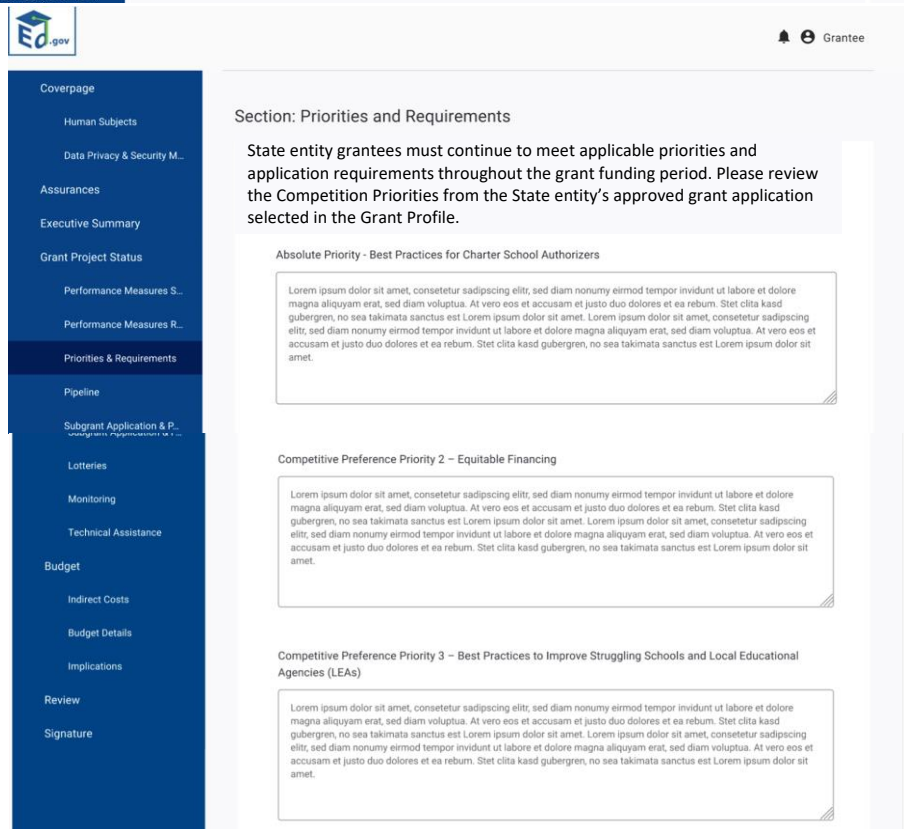 Ed.gov
Grantee
Coverpage
Human Subjects
Data Privacy & Security M...
Assurances
Executive Summary
Grant Project Status
Performance Measures S...
Performance Measures R...
Priorities & Requirements
Pipeline
Subgrant Application & P...
Subgrant Application & P...
Lotteries
Monitoring
Technical Assistance
Budget
Indirect Costs
Budget Details
Implications
Review
Signature
Section: Priorities and Requirements
State entity grantees must continue to meet applicable priorities and
application requirements throughout the grant funding period. Please review
the Competition Priorities from the State entity’s approved grant application
selected in the Grant Profile.
Absolute Priority - Best Practices for Charter School Authorizers
Lorem ipsum dolor sit amet, consetetur sadipscing elitr, sed diam nonumy eirmod tempor invidunt ut labore et dolore
magna aliquyam erat, sed diam voluptua. At vero eos et accusam et justo duo dolores et ea rebum. Stet clita kasd
gubergren, no sea takimata sanctus est Lorem ipsum dolor sit amet. Lorem ipsum dolor sit amet, consetetur sadipscing
elitr, sed diam nonumy eirmod tempor invidunt ut labore et dolore magna aliquyam erat, sed diam voluptua. At vero eos et
accusam et justo duo dolores et ea rebum. Stet clita kasd gubergren, no sea takimata sanctus est Lorem ipsum dolor sit
amet.
Competitive Preference Priority 2 – Equitable Financing
Lorem ipsum dolor sit amet, consetetur sadipscing elitr, sed diam nonumy eirmod tempor invidunt ut labore et dolore
magna aliquyam erat, sed diam voluptua. At vero eos et accusam et justo duo dolores et ea rebum. Stet clita kasd
gubergren, no sea takimata sanctus est Lorem ipsum dolor sit amet. Lorem ipsum dolor sit amet, consetetur sadipscing
elitr, sed diam nonumy eirmod tempor invidunt ut labore et dolore magna aliquyam erat, sed diam voluptua. At vero eos et
accusam et justo duo dolores et ea rebum. Stet clita kasd gubergren, no sea takimata sanctus est Lorem ipsum dolor sit
amet.
Competitive Preference Priority 3 – Best Practices to Improve Struggling Schools and Local Educational
Agencies (LEAs)
Lorem ipsum dolor sit amet, consetetur sadipscing elitr, sed diam nonumy eirmod tempor invidunt ut labore et dolore
magna aliquyam erat, sed diam voluptua. At vero eos et accusam et justo duo dolores et ea rebum. Stet clita kasd
gubergren, no sea takimata sanctus est Lorem ipsum dolor sit amet. Lorem ipsum dolor sit amet, consetetur sadipscing
elitr, sed diam nonumy eirmod tempor invidunt ut labore et dolore magna aliquyam erat, sed diam voluptua. At vero eos et
accusam et justo duo dolores et ea rebum. Stet clita kasd gubergren, no sea takimata sanctus est Lorem ipsum dolor sit
amet.